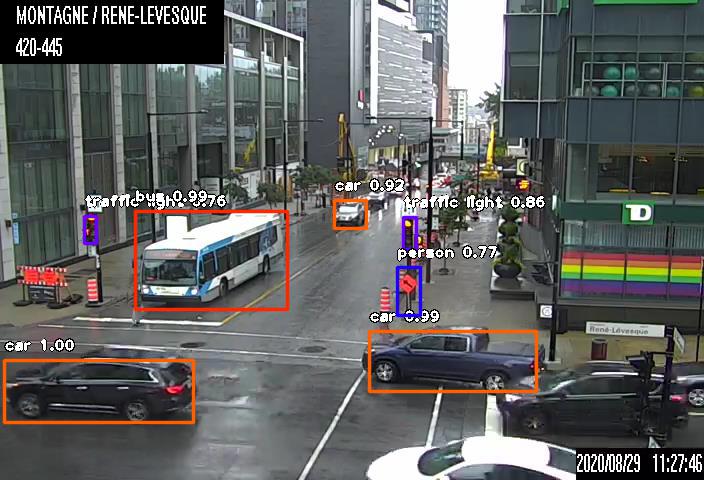 MONTAGNE / RENE-LEVESQUE
420-445
bus 0.99
traffic light 0.76
car 0.92
traffic light 0.86
person 0.77
car 0.99
car 1.00
D
René-Lévesque
2020/08/29 11:27:46